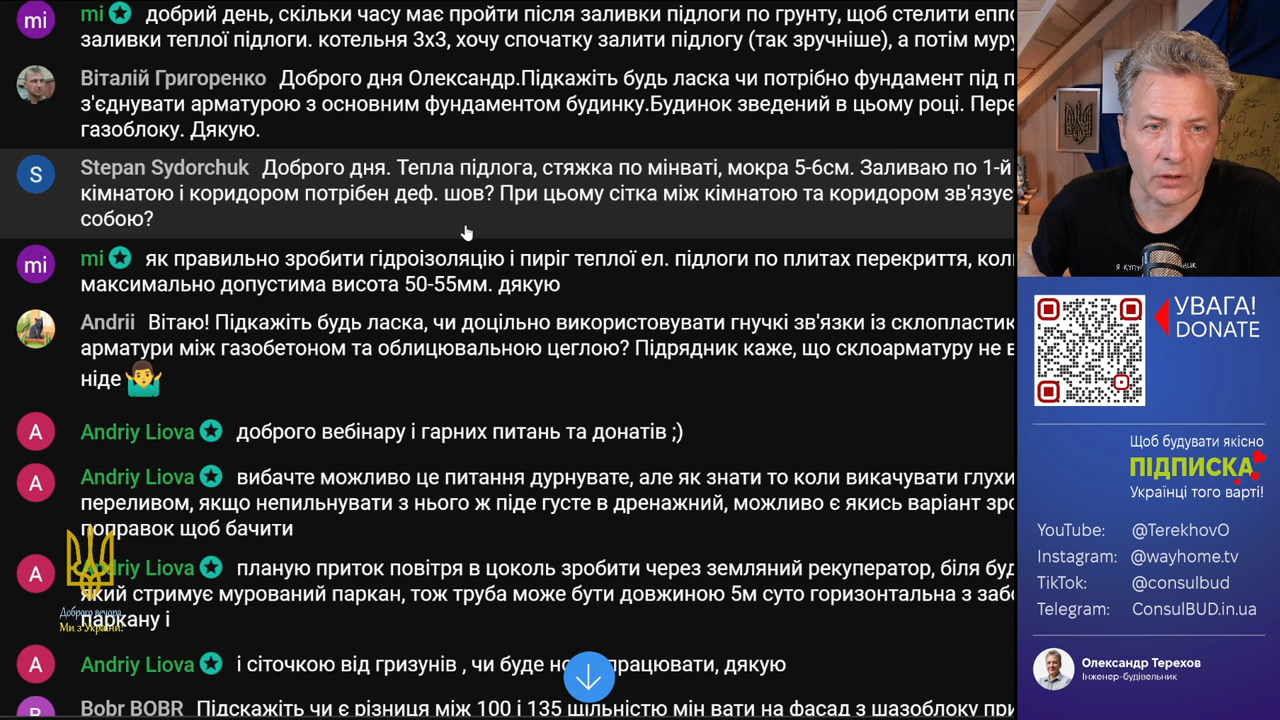 mi добрий день, скільки часу має пройти після заливки підлоги по грунту, щоб стелити епп
заливки теплої підлоги. котельня 3х3, хочу спочатку залити підлогу (так зручніше), а потім мур
Віталій Григоренко Доброго дня Олександр.Підкажіть будь ласка чи потрібно фундамент під п
з'єднувати арматурою з основним фундаментом будинку.Будинок зведений в цьому році. Пере
газоблоку. Дякую.
S
Stepan Sydorchuk Доброго дня. Тепла підлога, стяжка по мінваті, мокра 5-6см. Заливаю по 1-й
кімнатою і коридором потрібен деф. шов? При цьому сітка між кімнатою та коридором зв'язує
собою?
mi як правильно зробити гідроізоляцію і пиріг теплої ел. підлоги по плитах перекриття, кол
максимально допустима висота 50-55мм. дякую
Andrii Вітаю! Підкажіть будь ласка, чи доцільно використовувати гнучкі зв'язки із склопластик
арматури між газобетоном та облицювальною цеглою? Підрядник каже, що склоарматуру не в
ніде
A
Andriy Liova доброго вебінару і гарних питань та донатів ;)
A
Andriy Liova вибачте можливо це питання дурнувате, але як знати то коли викачувати глухи
переливом, якщо непильнувати з нього ж піде густе в дренажний, можливо є якись варіант зро
поправок щоб бачити
A
Andriy Liova планую приток повітря в цоколь зробити через земляний рекуператор, біля буд
який стримує мурований паркан, тож труба може бути довжиною 5м суто горизонтальна з заб
паркану і
Доброго вечора
Ми з України!
A
Andriy Liova і сіточкою від гризунів , чи буде но працювати, дякую
Bobr BOBR Підскажіть чи є різниця між 100 і 135 щільністю мін вати на фасад з шазоблоку при
УВАГА!
DONATE
Щоб будувати якісно
ПІДПИСКА
Українці того варті!
YouTube: @TerekhovO
Instagram: @wayhome.tv
TikTok: @consulbud
Telegram: ConsulBUD.in.ua
Олександр Терехов
Інженер-будівельник